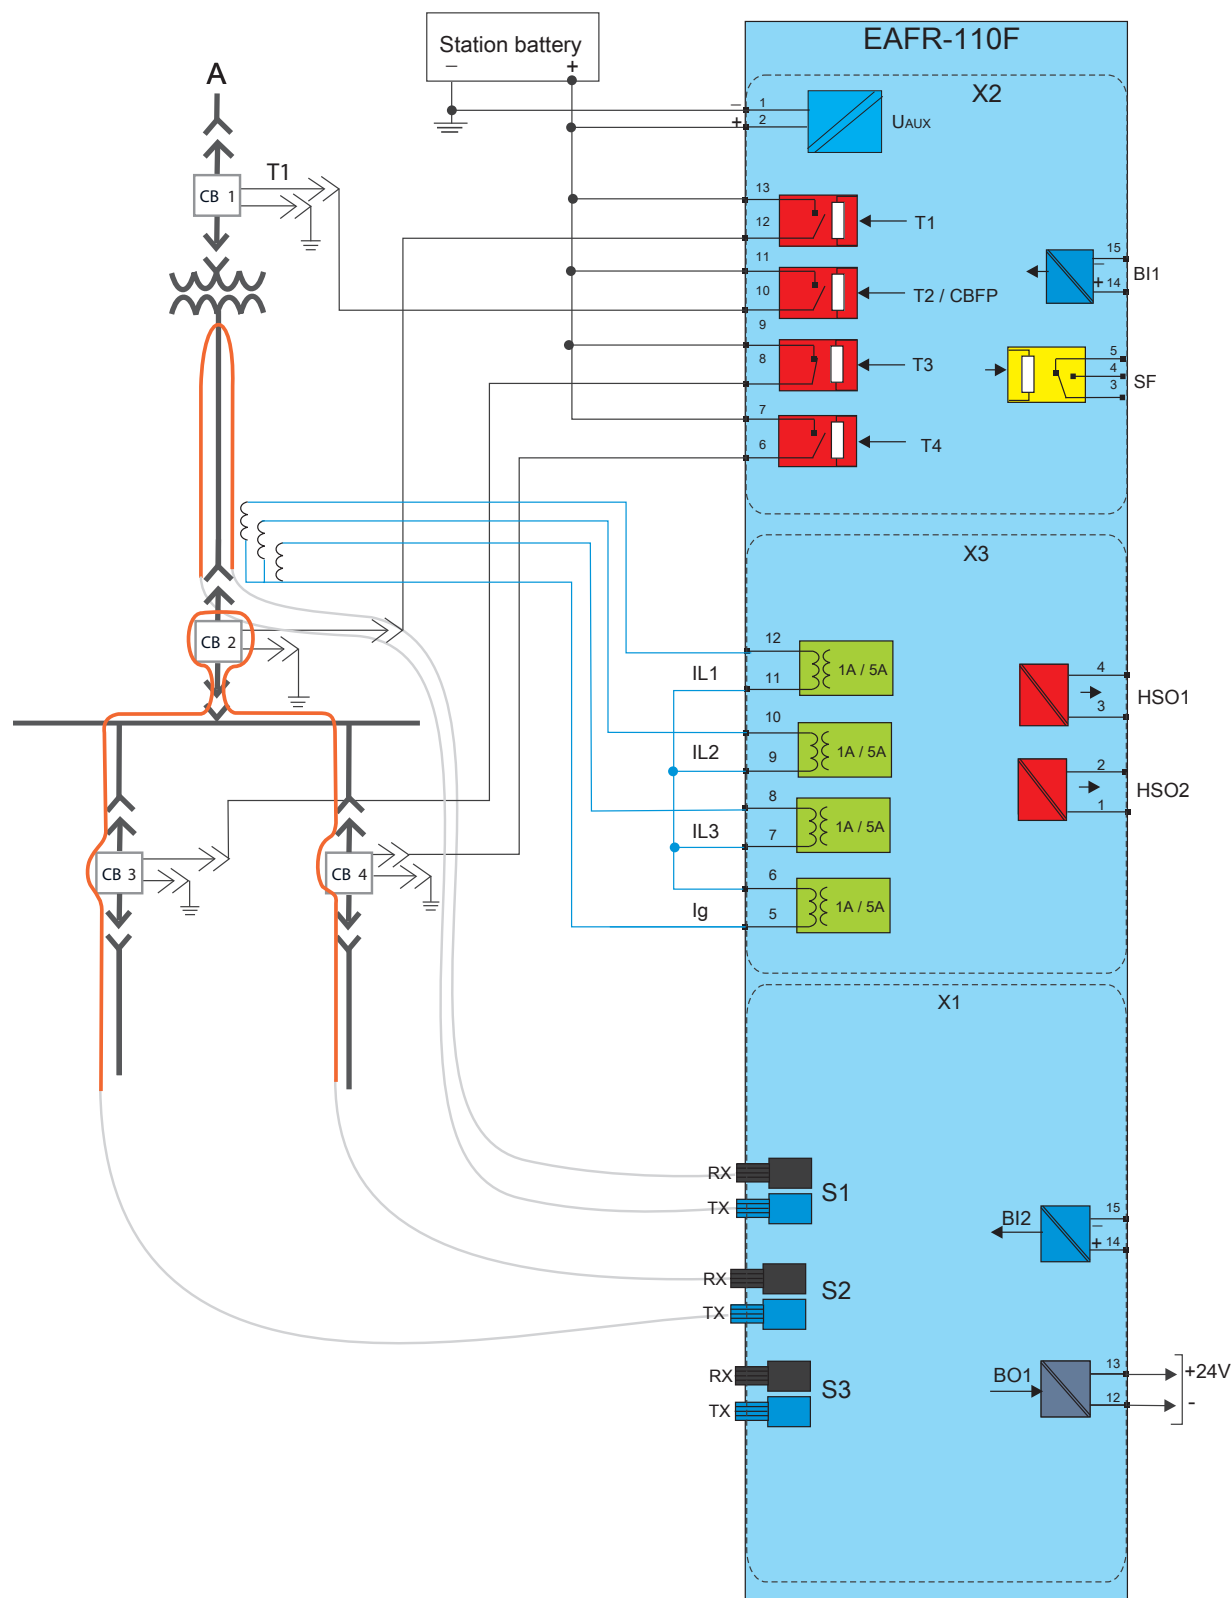 EAFR-110F
Station battery
− +
A
X2
− 1
+ 2
UAUX
T1
CB 1
13
12
T1
11
10
T2 / CBFP
9
8
T3
7
6
T4
15
−
+ 14
BI1
5
4
3
SF
X3
CB 2
12
IL1 11
1A / 5A
10
IL2 9
1A / 5A
8
IL3 7
1A / 5A
6
Ig 5
1A / 5A
4
3
HSO1
2
1
HSO2
CB 3
CB 4
X1
RX
TX
S1
RX
TX
S2
RX
TX
S3
BI2
15
−
+ 14
BO1
13
12
+24V
-